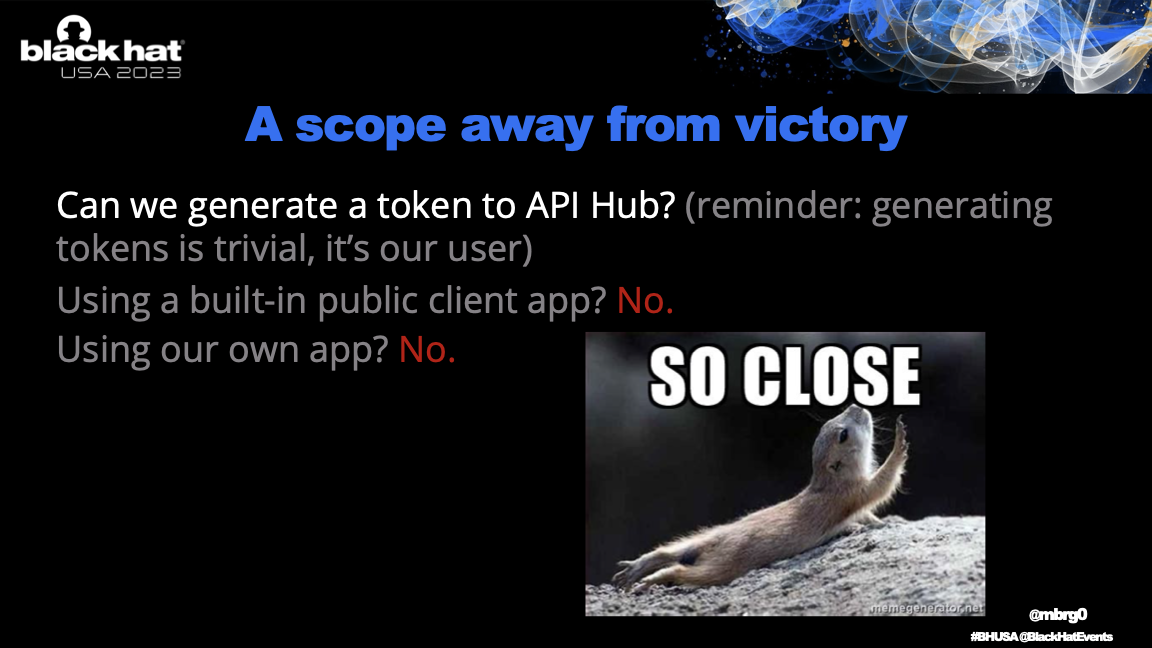 black hat®
USA 2023
A scope away from victory
Can we generate a token to API Hub? (reminder: generating
tokens is trivial, it’s our user)
Using a built-in public client app? No.
Using our own app? No.
SO CLOSE
memegenerator.net
@mbrg0
#BHUSA @BlackHatEvents